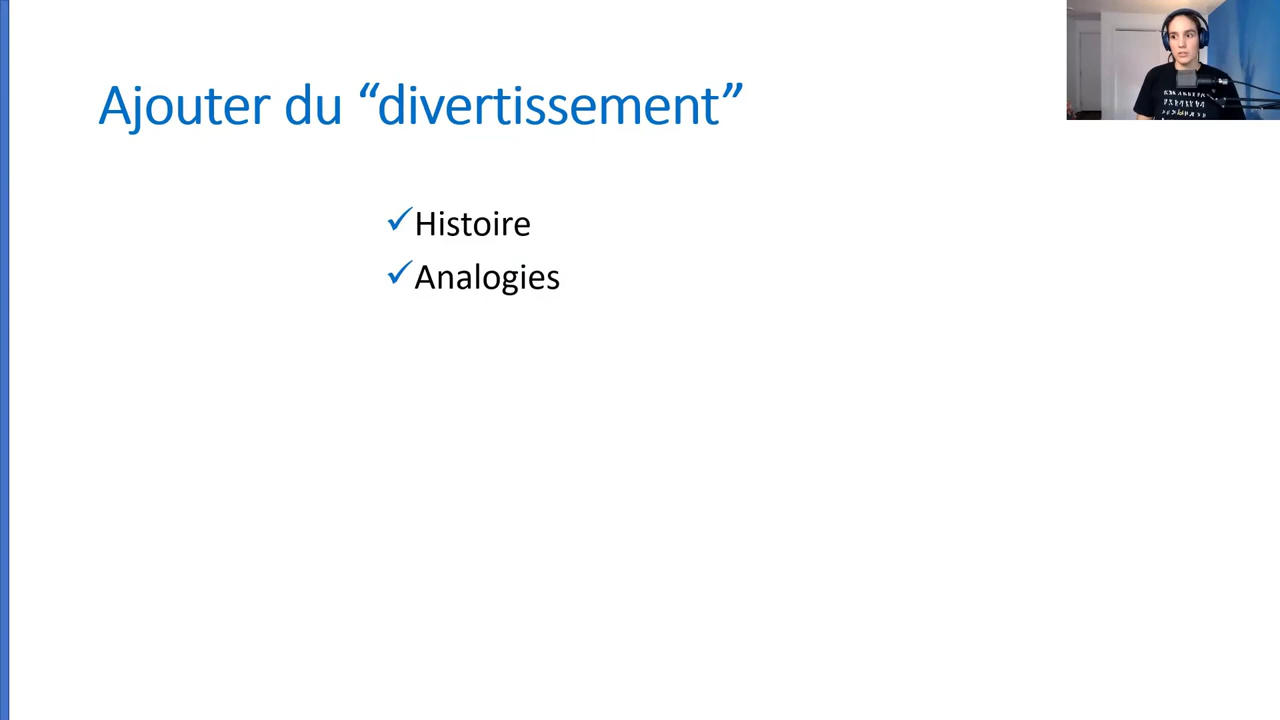 Ajouter du “divertissement”
✓Histoire
✓Analogies